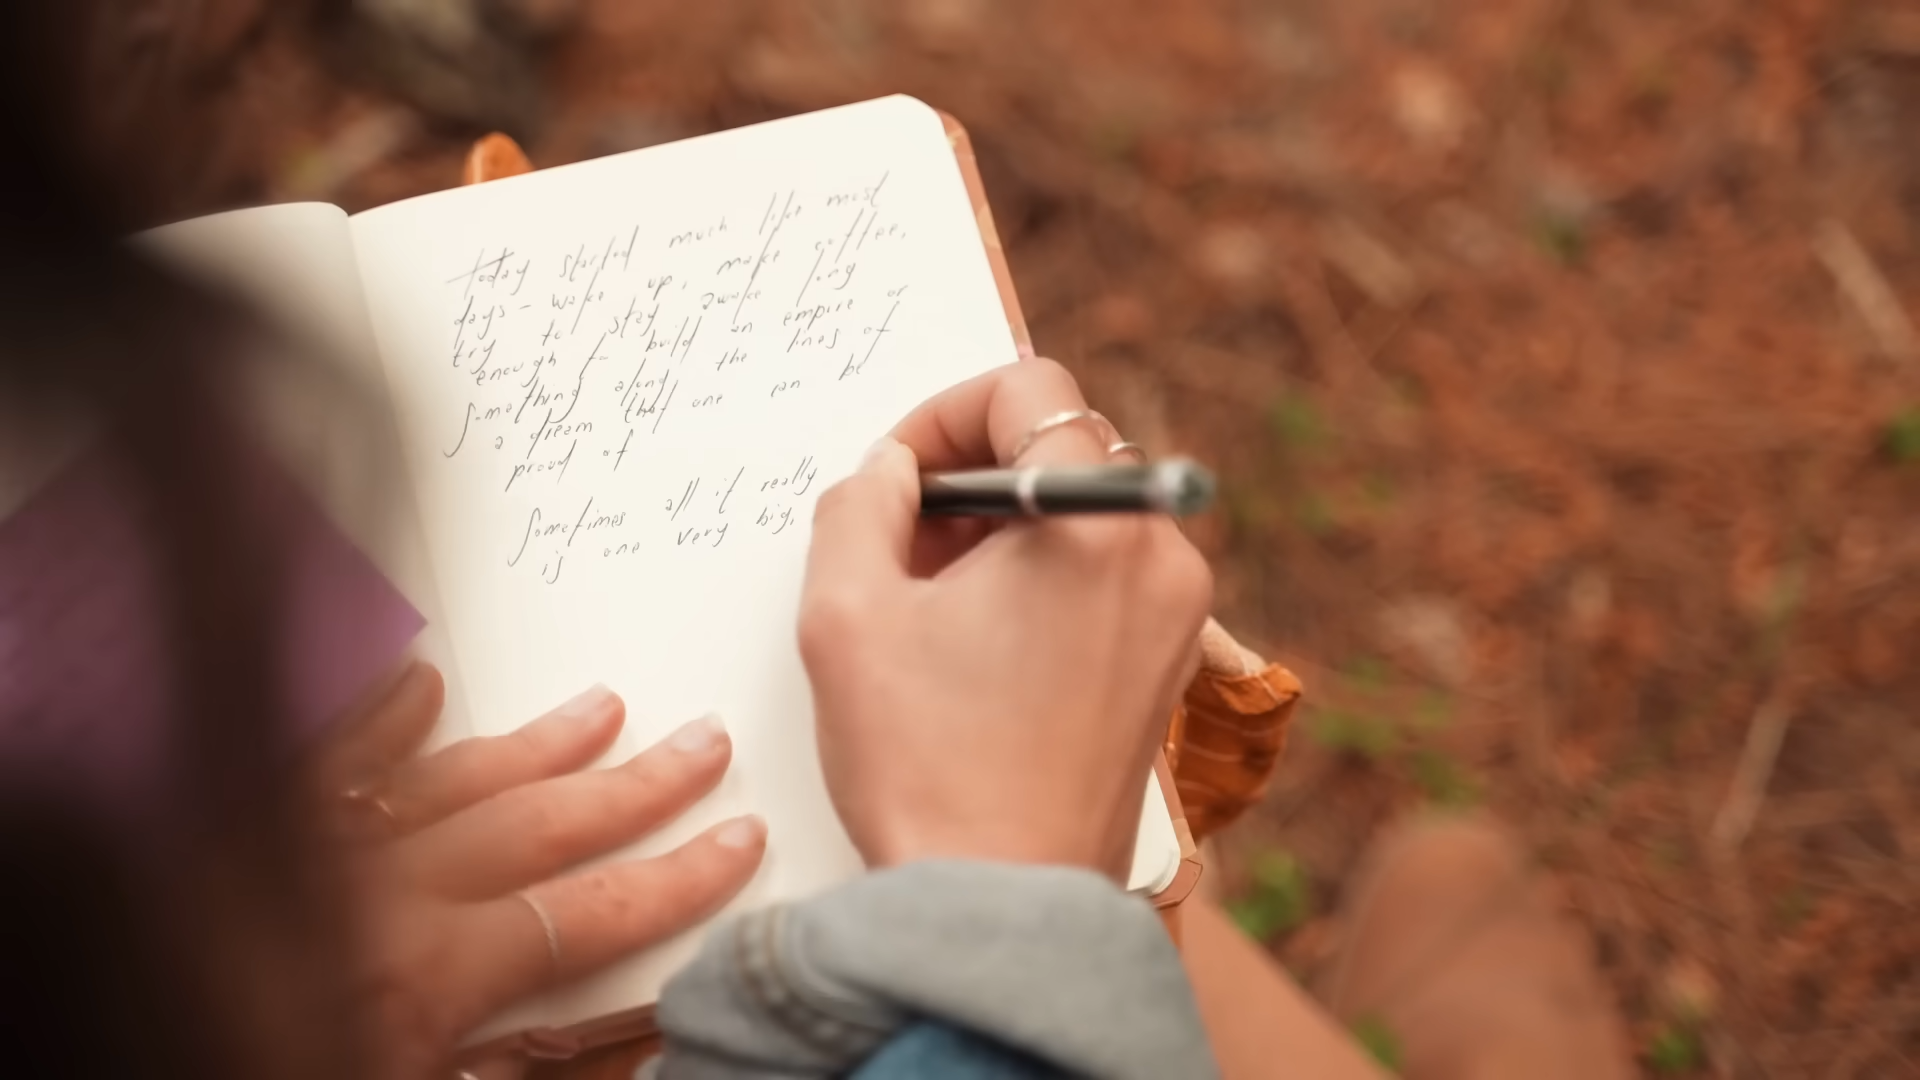 today started much like most
days - wake up, make coffee,
try to stay awake long
enough to build an empire or
something along the lines of
a dream that one can be
proud of
Sometimes all it really
is one very big,